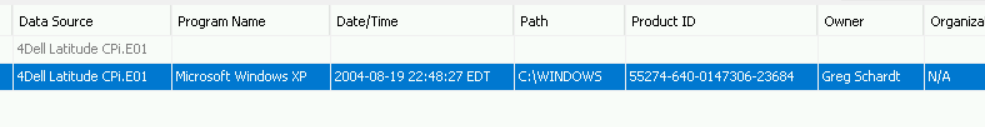 Data Source Program Name Date/Time Path Product ID Owner Organiza
4Dell Latitude CPi.E01
4Dell Latitude CPi.E01 Microsoft Windows XP 2004-08-19 22:48:27 EDT C:\WINDOWS 55274-640-0147306-23684 Greg Schardt N/A